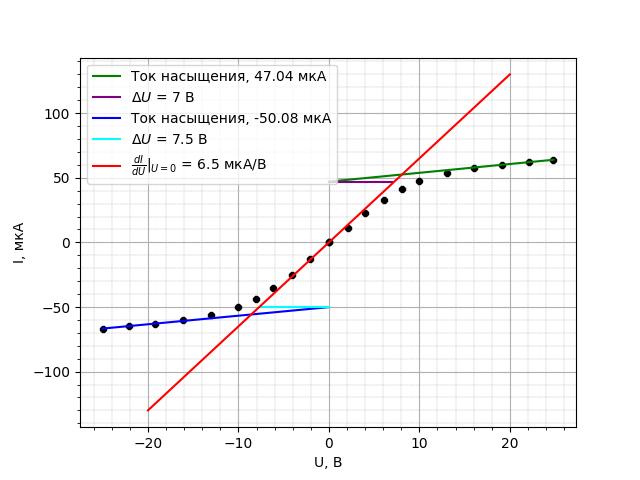 Ток насыщения, 47.04 мкА
ΔU = 7 В
Ток насыщения, -50.08 мкА
ΔU = 7.5 В
dI/dU|U=0 = 6.5 мкА/В
100
50
0
−50
−100
I, мкА
−20 −10 0 10 20
U, В